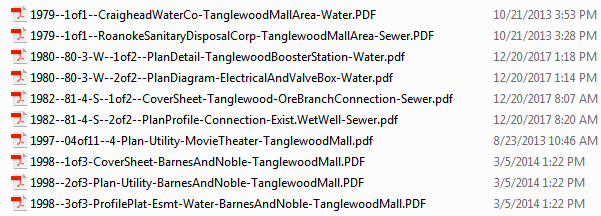 1979--1of1--CraigheadWaterCo-TanglewoodMallArea-Water.PDF 10/21/2013 3:53 PM
1979--1of1--RoanokeSanitaryDisposalCorp-TanglewoodMallArea-Sewer.PDF 10/21/2013 3:28 PM
1980--80-3-W--1of2--PlanDetail-TanglewoodBoosterStation-Water.pdf 12/20/2017 1:18 PM
1980--80-3-W--2of2--PlanDiagram-ElectricalAndValveBox-Water.pdf 12/20/2017 1:14 PM
1982--81-4-S--1of2--CoverSheet-Tanglewood-OreBranchConnection-Sewer.pdf 12/20/2017 8:07 AM
1982--81-4-S--2of2--PlanProfile-Connection-Exist.WetWell-Sewer.pdf 12/20/2017 8:20 AM
1997--04of11--4-Plan-Utility-MovieTheater-TanglewoodMall.pdf 8/23/2013 10:46 AM
1998--1of3-CoverSheet-BarnesAndNoble-TanglewoodMall.PDF 3/5/2014 1:22 PM
1998--2of3-Plan-Utility-BarnesAndNoble-TanglewoodMall.PDF 3/5/2014 1:22 PM
1998--3of3-ProfilePlat-Esmt-Water-BarnesAndNoble-TanglewoodMall.PDF 3/5/2014 1:22 PM